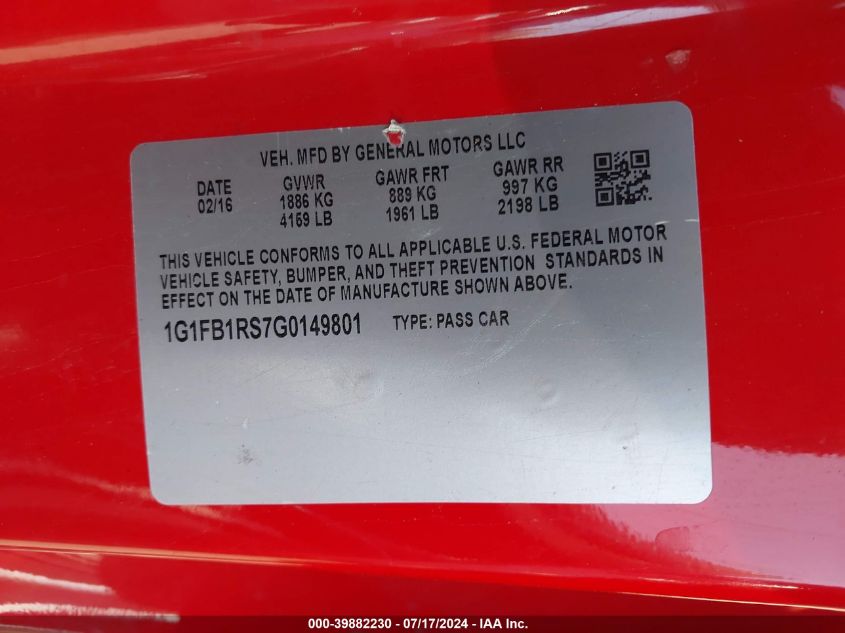 VEH. MFD BY GENERAL MOTORS LLC
DATE GVWR GAWR FRT GAWR RR
02/16 1886 KG 889 KG 997 KG
4159 LB 1961 LB 2198 LB
THIS VEHICLE CONFORMS TO ALL APPLICABLE U.S. FEDERAL MOTOR
VEHICLE SAFETY, BUMPER, AND THEFT PREVENTION STANDARDS IN
EFFECT ON THE DATE OF MANUFACTURE SHOWN ABOVE.
1G1FB1RS7G0149801 TYPE: PASS CAR
000-39882230 - 07/17/2024 - IAA Inc.